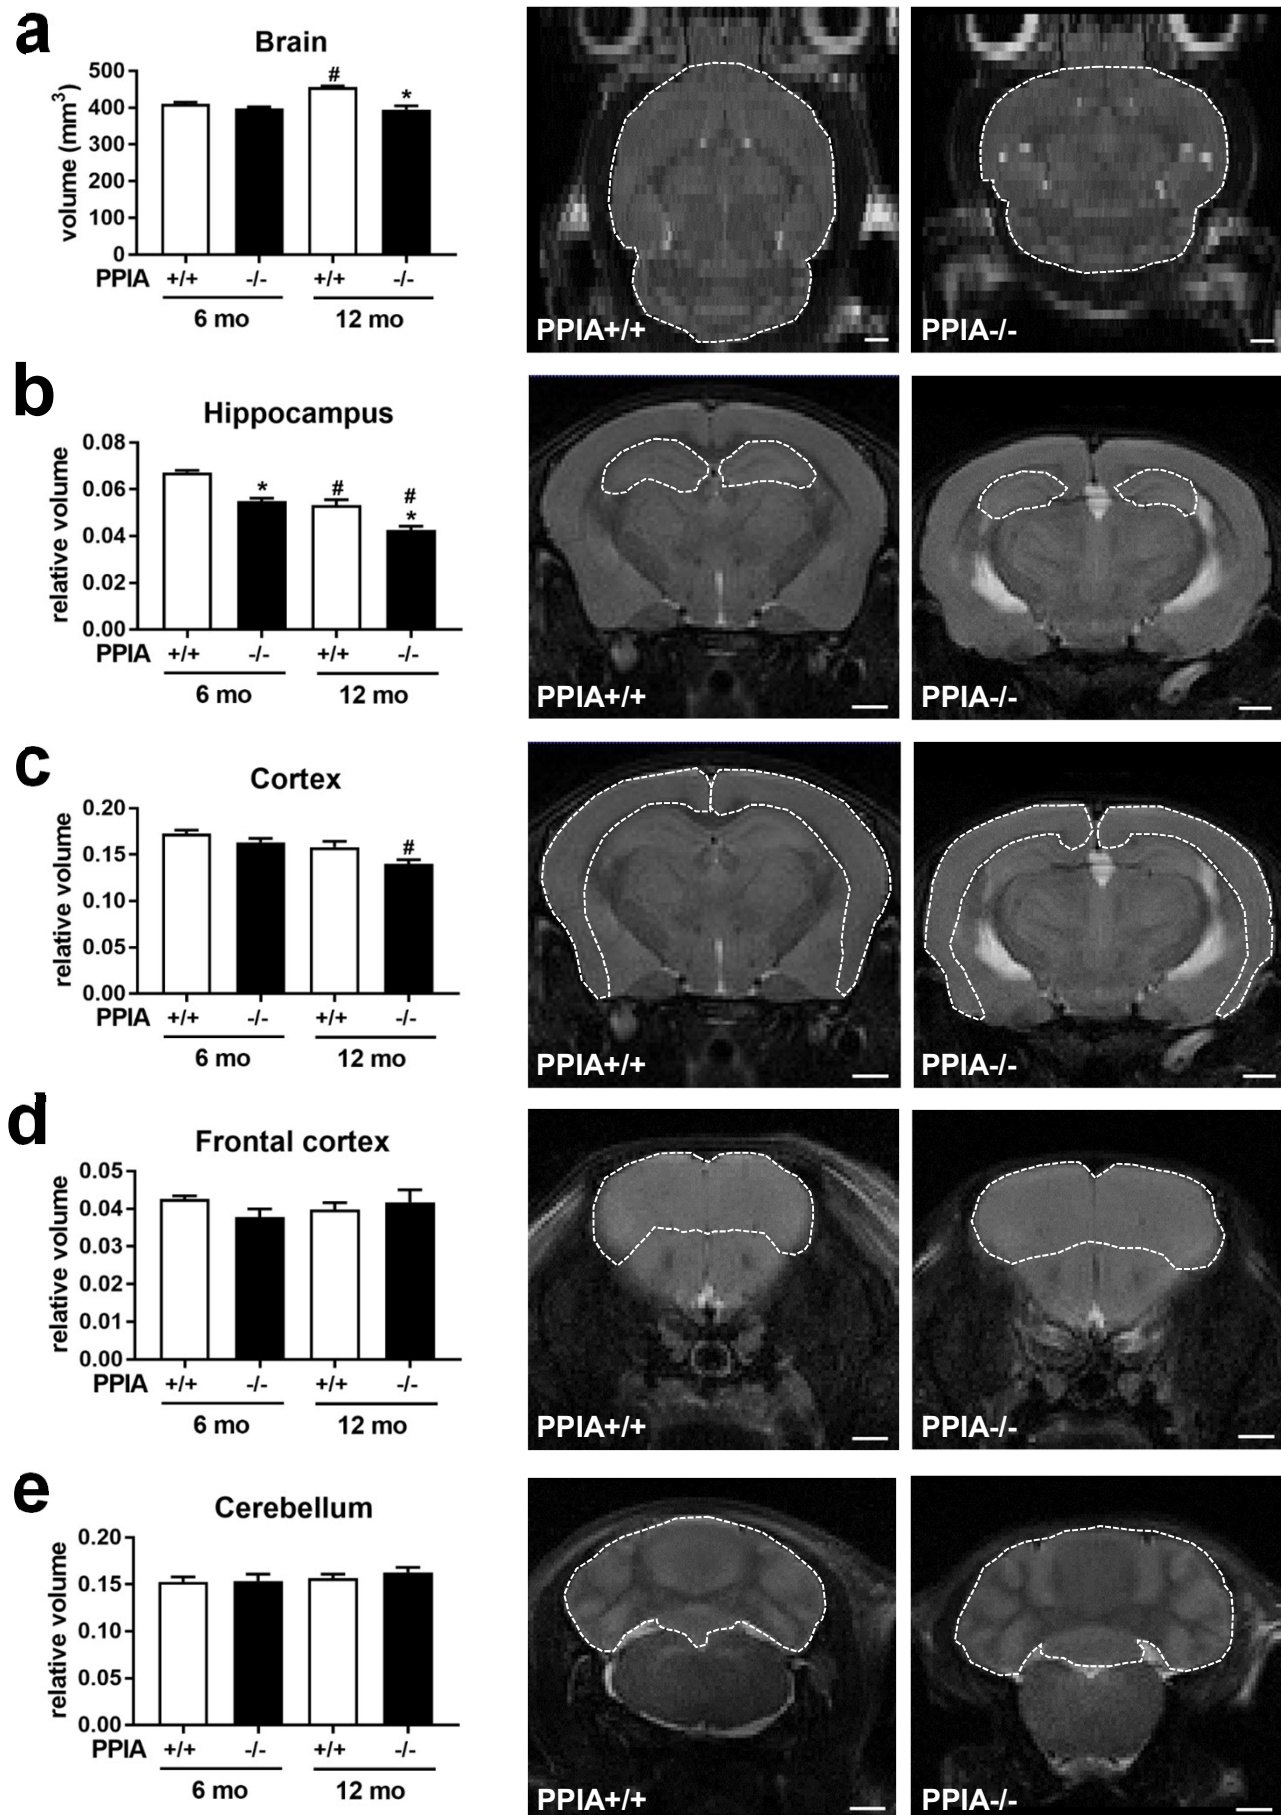 a
Brain
volume (mm3)
500
400
300
200
100
0
#
*
PPIA +/+ -/- +/+ -/-
6 mo 12 mo
PPIA+/+
PPIA-/-
b
Hippocampus
relative volume
0.08
0.06
0.04
0.02
0.00
*
#
#
*
PPIA +/+ -/- +/+ -/-
6 mo 12 mo
PPIA+/+
PPIA-/-
c
Cortex
relative volume
0.20
0.15
0.10
0.05
0.00
#
PPIA +/+ -/- +/+ -/-
6 mo 12 mo
PPIA+/+
PPIA-/-
d
Frontal cortex
relative volume
0.05
0.04
0.03
0.02
0.01
0.00
PPIA +/+ -/- +/+ -/-
6 mo 12 mo
PPIA+/+
PPIA-/-
e
Cerebellum
relative volume
0.20
0.15
0.10
0.05
0.00
PPIA +/+ -/- +/+ -/-
6 mo 12 mo
PPIA+/+
PPIA-/-